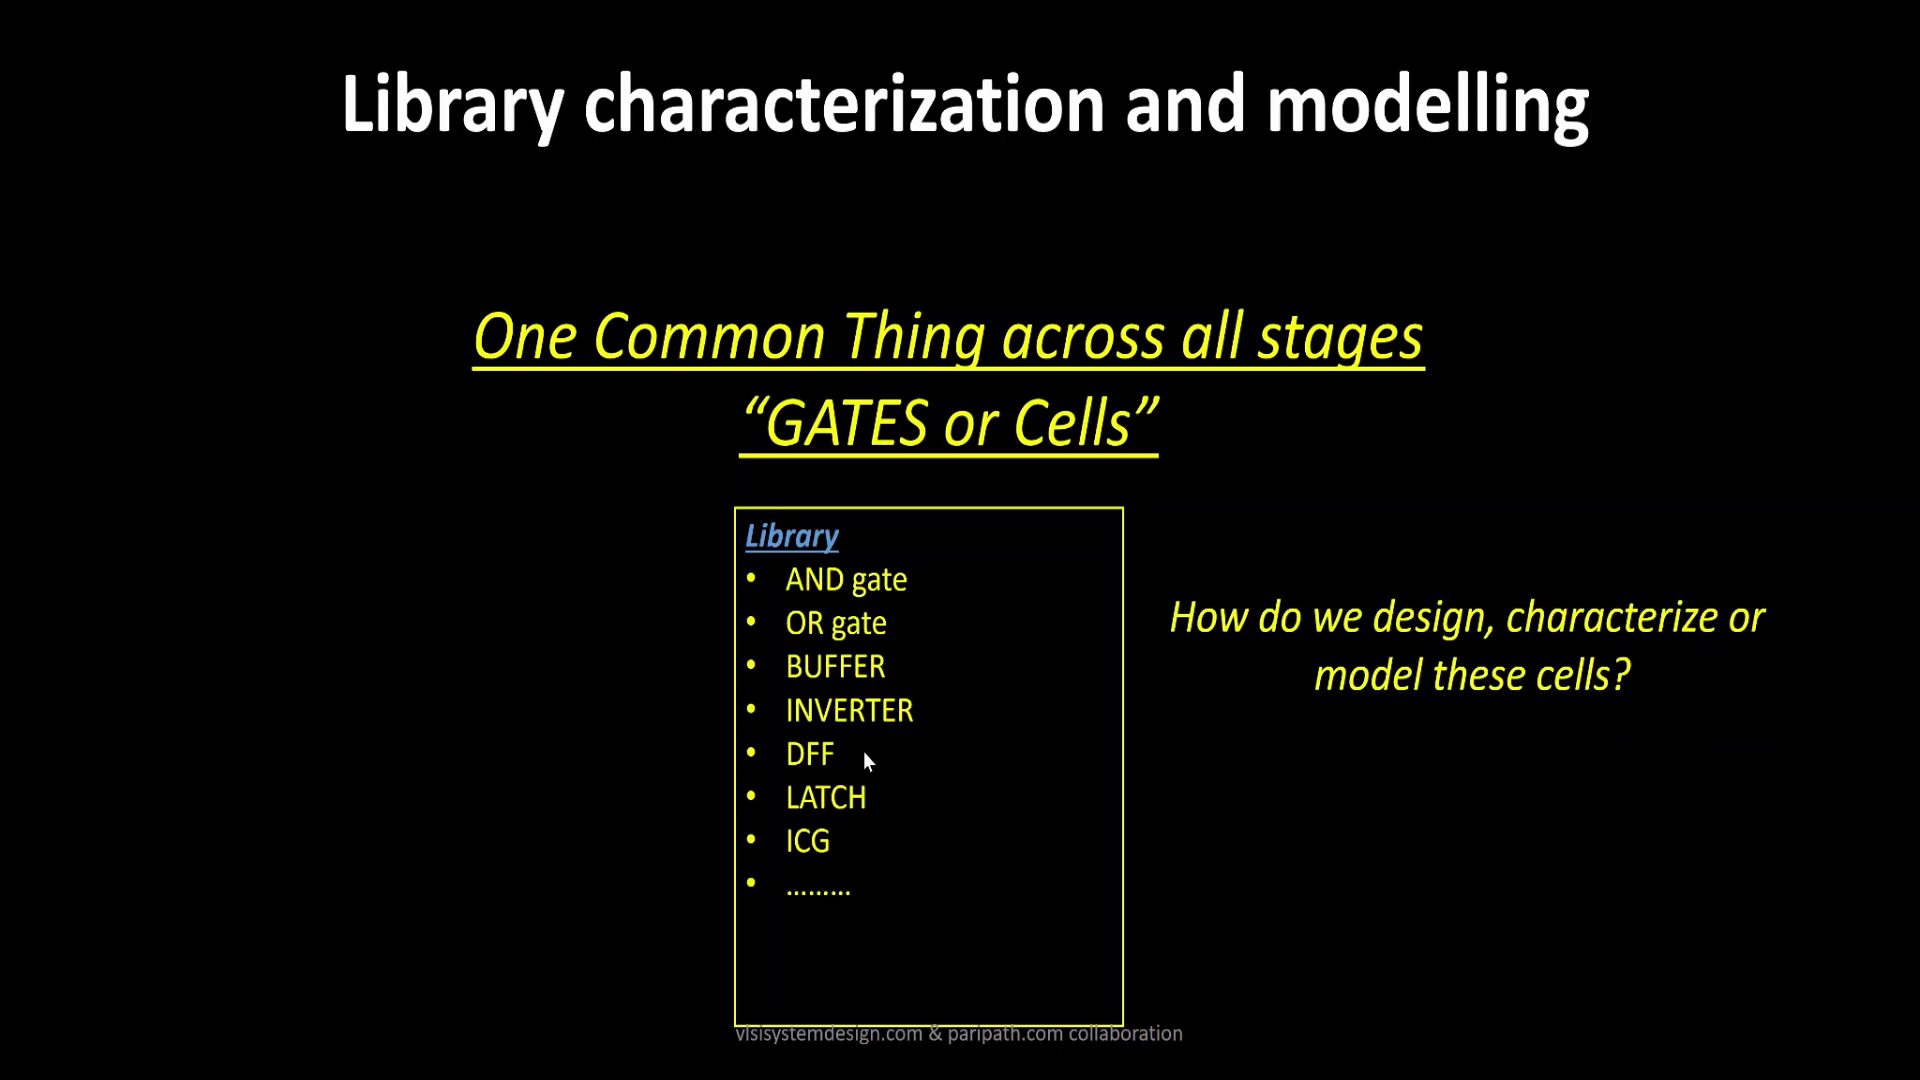 Library characterization and modelling
One Common Thing across all stages
“GATES or Cells”
Library
• AND gate
• OR gate
• BUFFER
• INVERTER
• DFF
• LATCH
• ICG
• .........
How do we design, characterize or
model these cells?
vlsisystemdesign.com & paripath.com collaboration